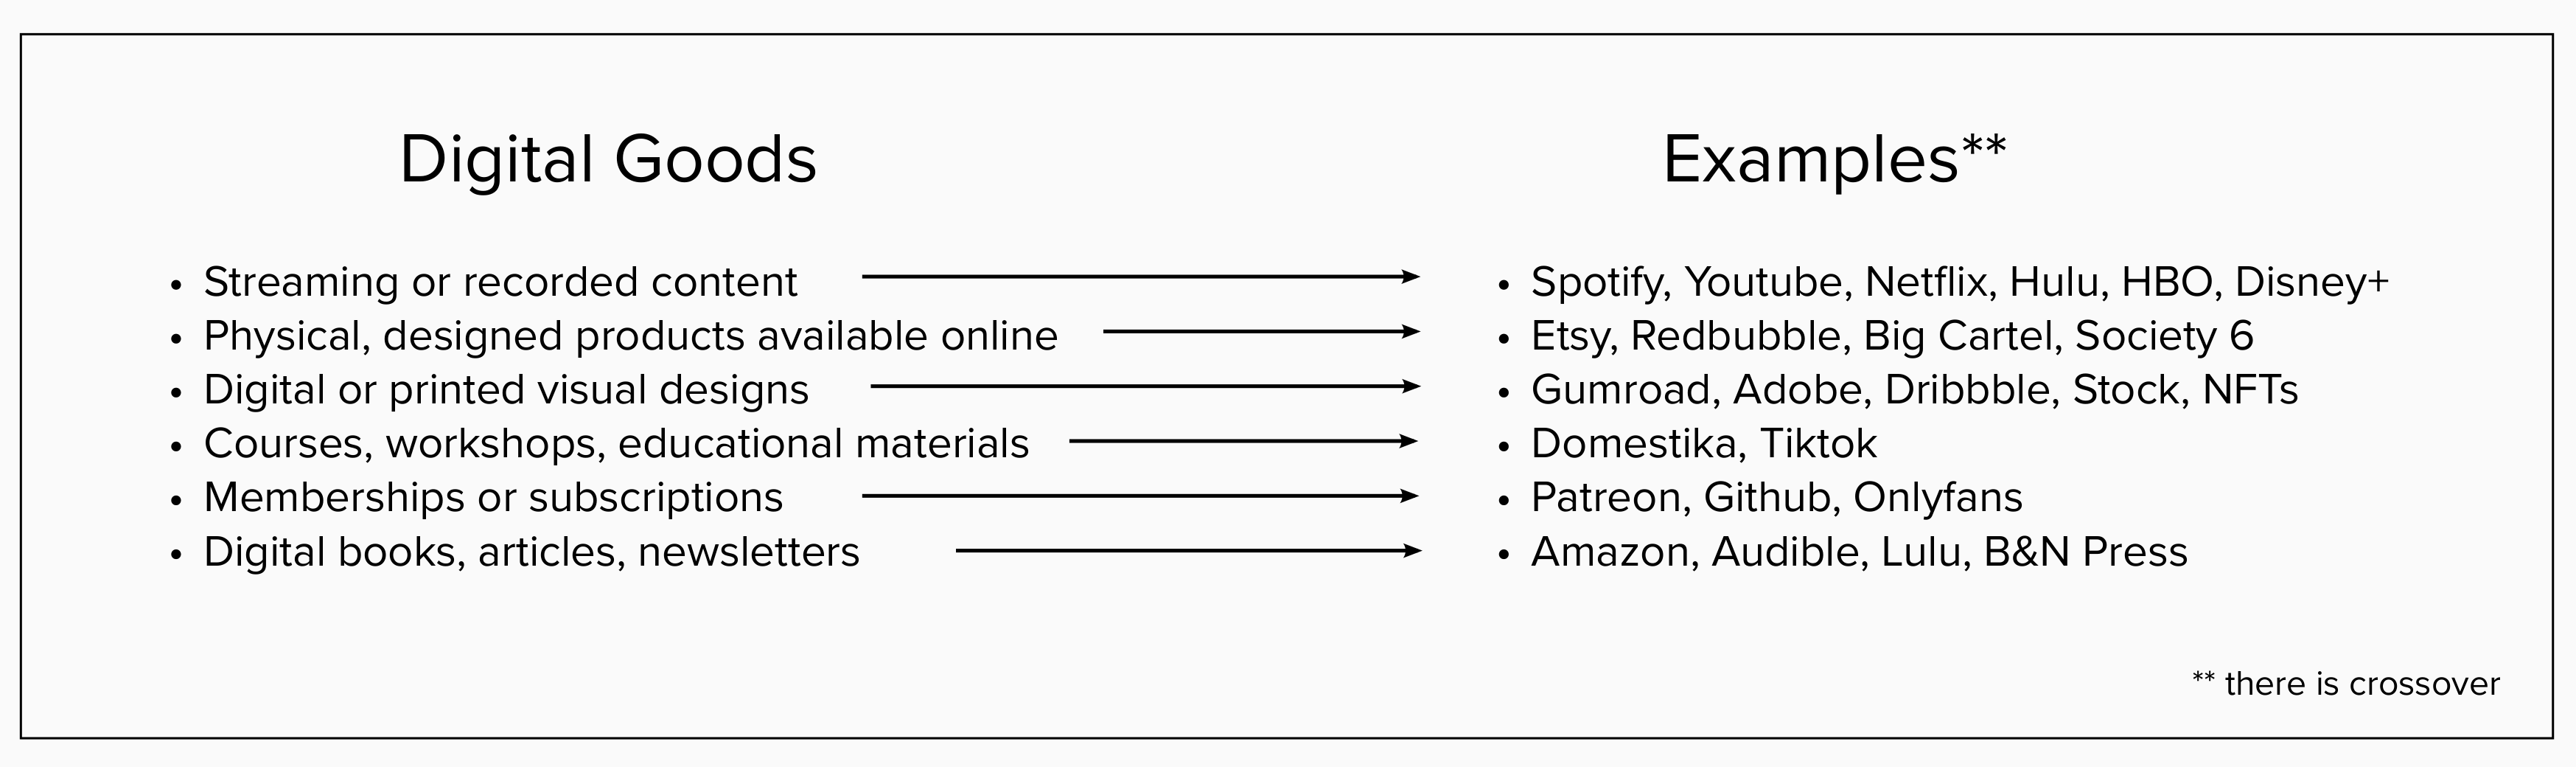 Digital Goods
Examples**
• Streaming or recorded content
• Spotify, Youtube, Netflix, Hulu, HBO, Disney+
• Physical, designed products available online
• Etsy, Redbubble, Big Cartel, Society 6
• Digital or printed visual designs
• Gumroad, Adobe, Dribbble, Stock, NFTs
• Courses, workshops, educational materials
• Domestika, Tiktok
• Memberships or subscriptions
• Patreon, Github, Onlyfans
• Digital books, articles, newsletters
• Amazon, Audible, Lulu, B&N Press
** there is crossover